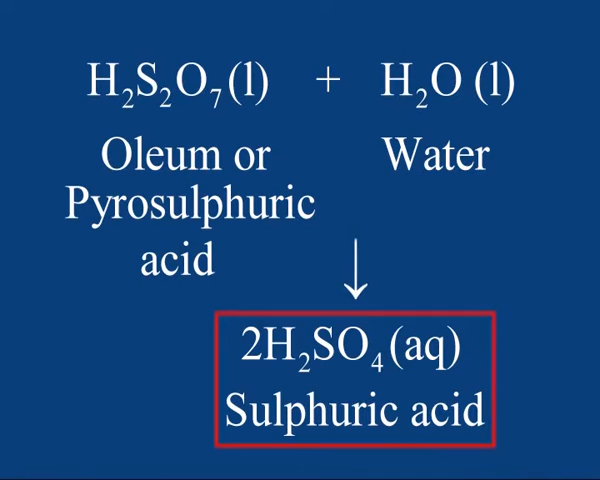 H₂S₂O₇(l) + H₂O (l)
Oleum or Water
Pyrosulphuric
acid
↓
2H₂SO₄(aq)
Sulphuric acid